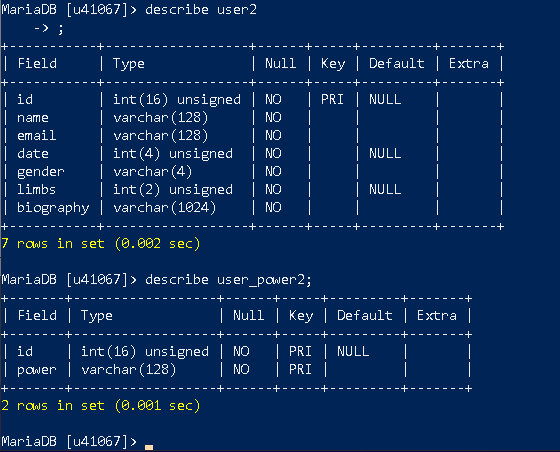 MariaDB [u41067]> describe user2
    -> ;
+-----------+------------------+------+-----+---------+-------+
| Field     | Type             | Null | Key | Default | Extra |
+-----------+------------------+------+-----+---------+-------+
| id        | int(16) unsigned | NO   | PRI | NULL    |       |
| name      | varchar(128)     | NO   |     |         |       |
| email     | varchar(128)     | NO   |     |         |       |
| date      | int(4) unsigned  | NO   |     | NULL    |       |
| gender    | varchar(4)       | NO   |     |         |       |
| limbs     | int(2) unsigned  | NO   |     | NULL    |       |
| biography | varchar(1024)    | NO   |     |         |       |
+-----------+------------------+------+-----+---------+-------+
7 rows in set (0.002 sec)

MariaDB [u41067]> describe user_power2;
+-------+------------------+------+-----+---------+-------+
| Field | Type             | Null | Key | Default | Extra |
+-------+------------------+------+-----+---------+-------+
| id    | int(16) unsigned | NO   | PRI | NULL    |       |
| power | varchar(128)     | NO   | PRI |         |       |
+-------+------------------+------+-----+---------+-------+
2 rows in set (0.001 sec)

MariaDB [u41067]> _